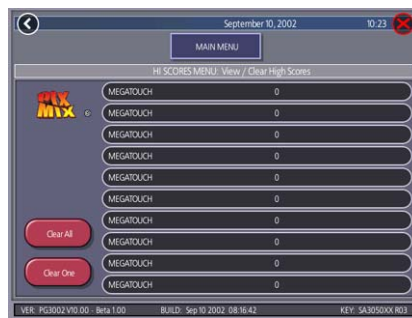 September 10, 2002 10:23
MAIN MENU
HI SCORES MENU: View / Clear High Scores
PIX MIX
MEGATOUCH 0
MEGATOUCH 0
MEGATOUCH 0
MEGATOUCH 0
MEGATOUCH 0
MEGATOUCH 0
MEGATOUCH 0
MEGATOUCH 0
MEGATOUCH 0
MEGATOUCH 0
Clear All
Clear One
VER: PG3002 V10.00 - Beta 1.00 BUILD: Sep 10 2002 08:16:42 KEY: SA3050XX R03